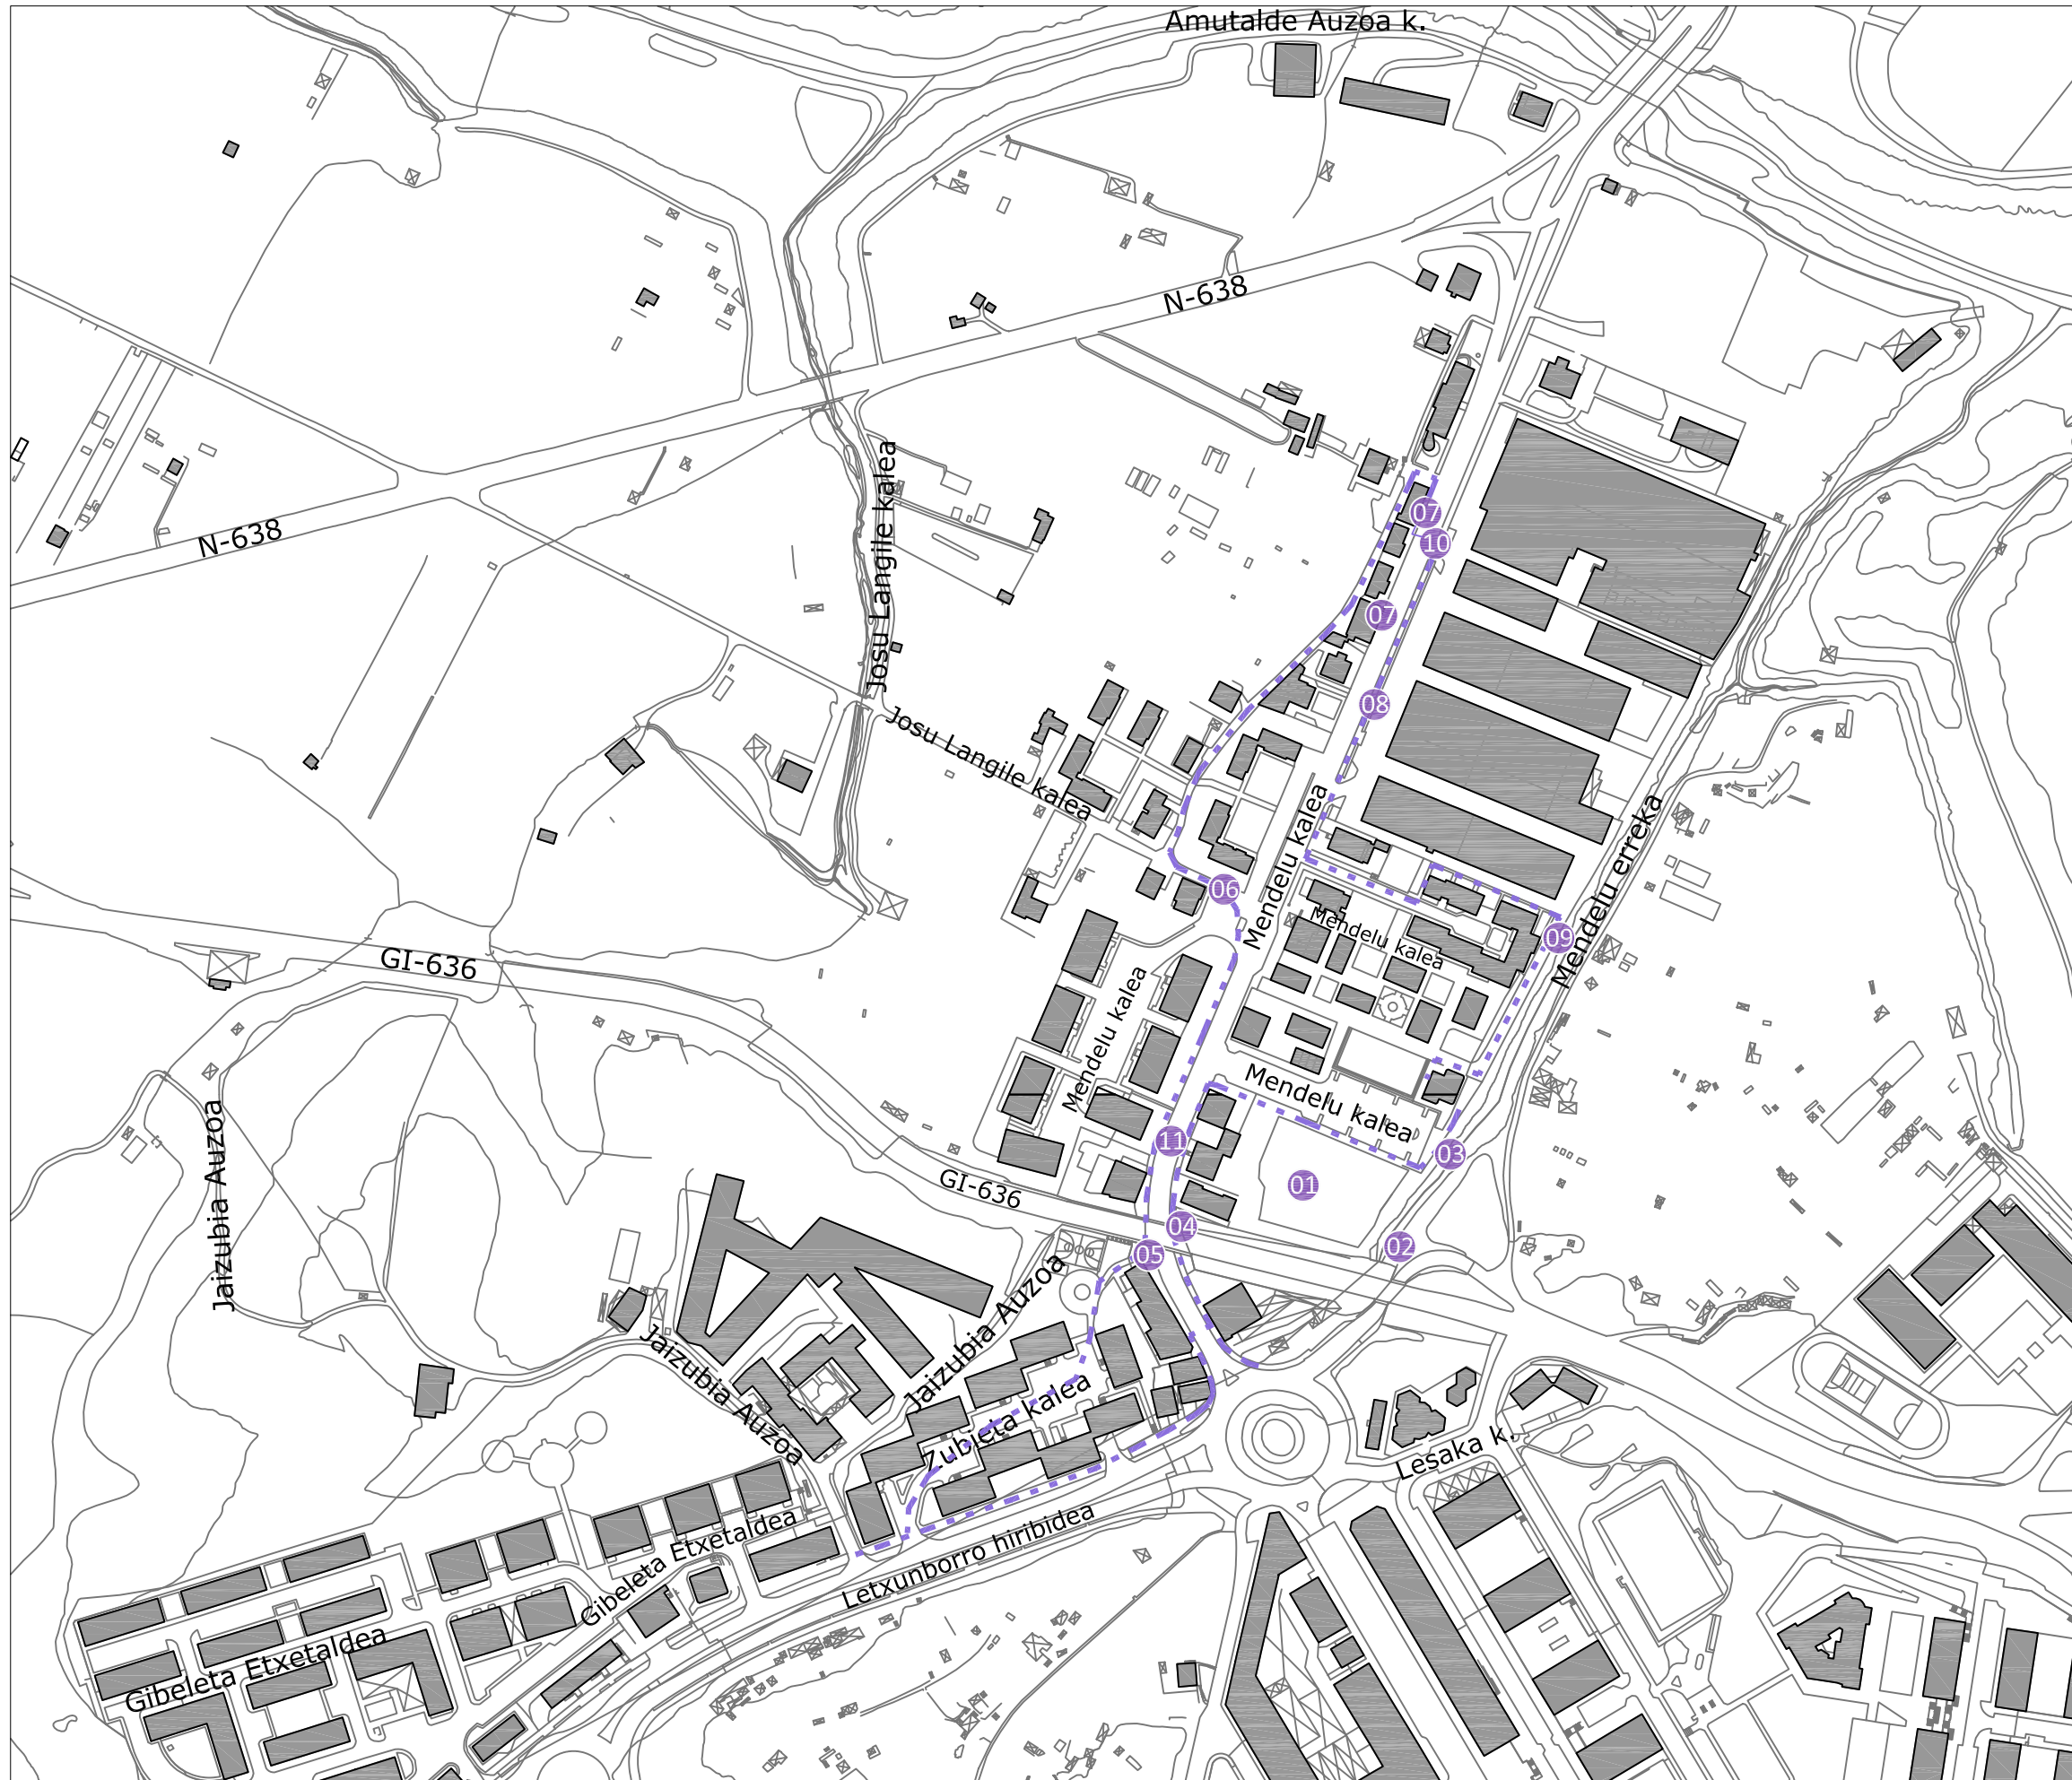 Amutalde Auzoa k.
N-638
Josu Langile kalea
07
N-638
10
07
08
Josu Langile kalea
Mendelu kalea
Mendelu erreka
06
Mendelu kalea
09
GI-636
Mendelu kalea
Mendelu kalea
11
03
GI-636
01
Jaizubia Auzoa
04
02
05
Jaizubia Auzoa
Jaizubia Auzoa
Zubieta kalea
Lesaka k.
Gibeleta Etxetaldea
Letxunborro hiribidea
Gibeleta Etxetaldea